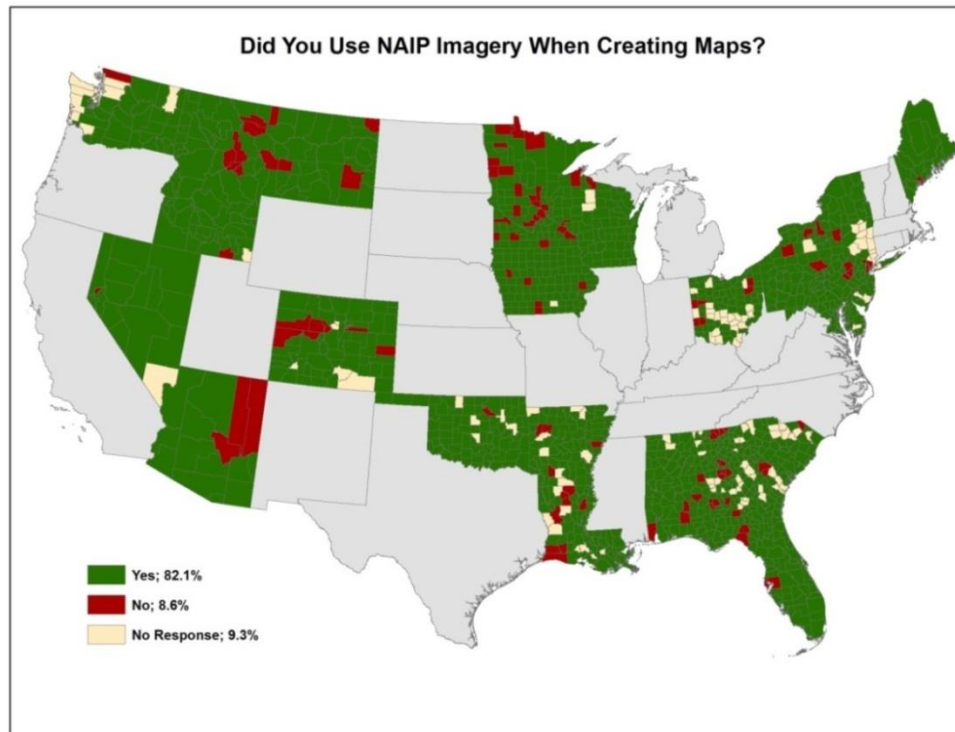 Did You Use NAIP Imagery When Creating Maps?
Yes; 82.1%
No; 8.6%
No Response; 9.3%